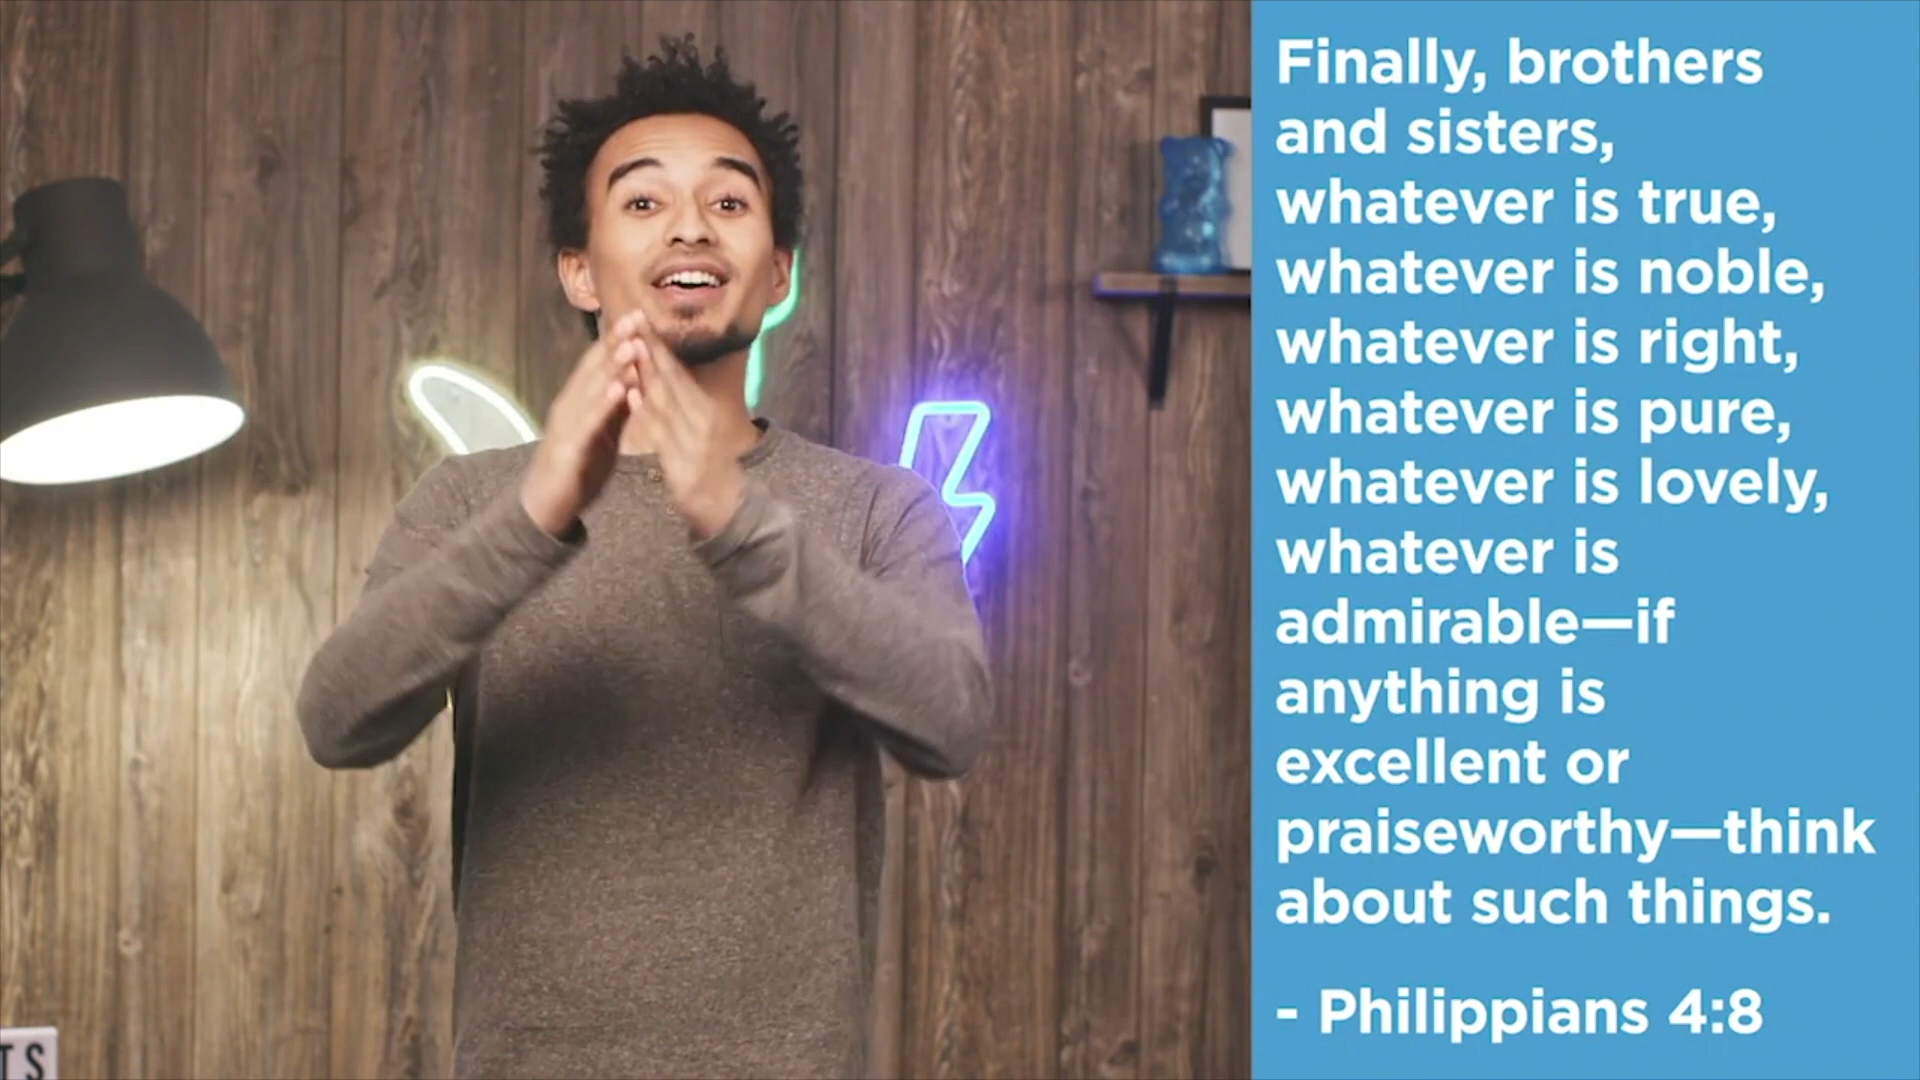 Finally, brothers
and sisters,
whatever is true,
whatever is noble,
whatever is right,
whatever is pure,
whatever is lovely,
whatever is
admirable—if
anything is
excellent or
praiseworthy—think
about such things.
- Philippians 4:8
TS